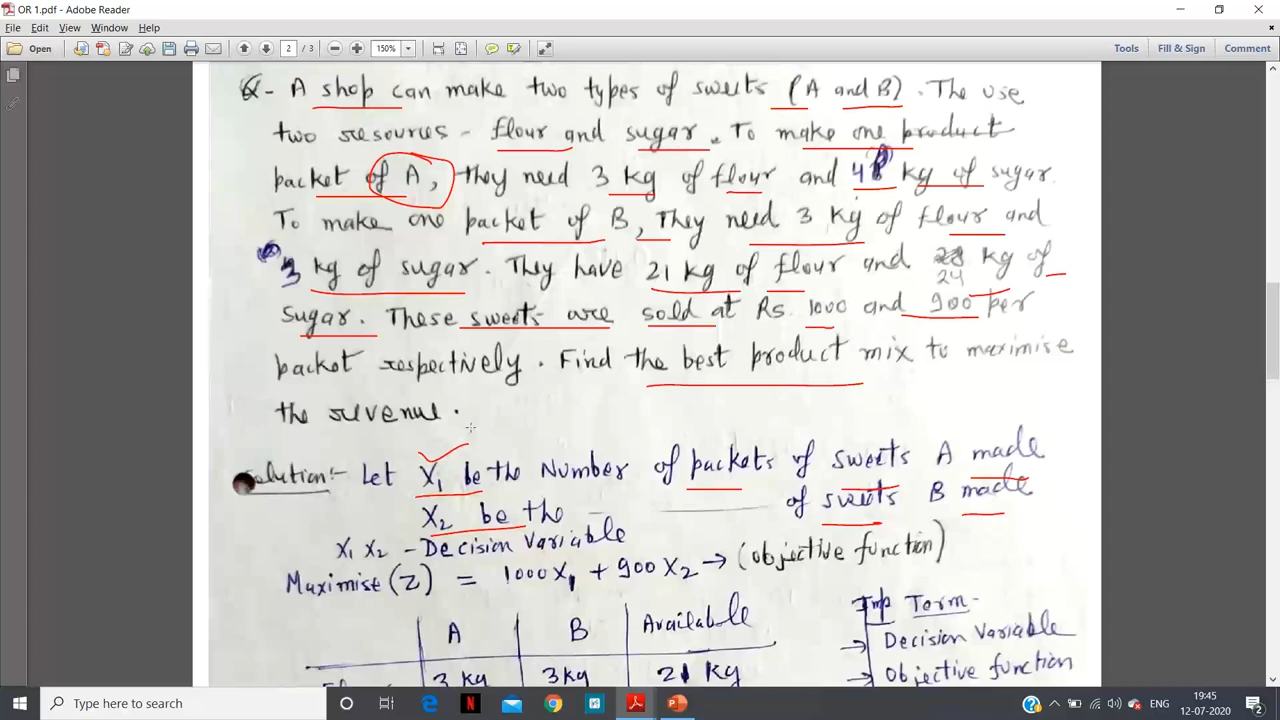 OR 1.pdf - Adobe Reader
File Edit View Window Help
Open 2 / 3 150% Tools Fill & Sign Comment
Q- A shop can make two types of sweets (A and B). The use
two resources - flour and sugar. To make one product
packet of A, they need 3 kg of flour and 4 kg of sugar.
To make one packet of B, They need 3 kg of flour and
3 kg of sugar. They have 21 kg of flour and 24 kg of
sugar. These sweets are sold at Rs. 1000 and 900 per
packet respectively. Find the best product mix to maximise
the revenue.
Solution:- Let X1 be the Number of packets of sweets A made
X2 be the of sweets B made
X1 X2 - Decision Variable
Maximise (Z) = 1000X1 + 900X2 → (objective function)
Imp Term-
A B Available
→ Decision Variable
→ Objective function
3 kg 3kg 21 Kg
Type here to search
ENG
19:45
12-07-2020
2